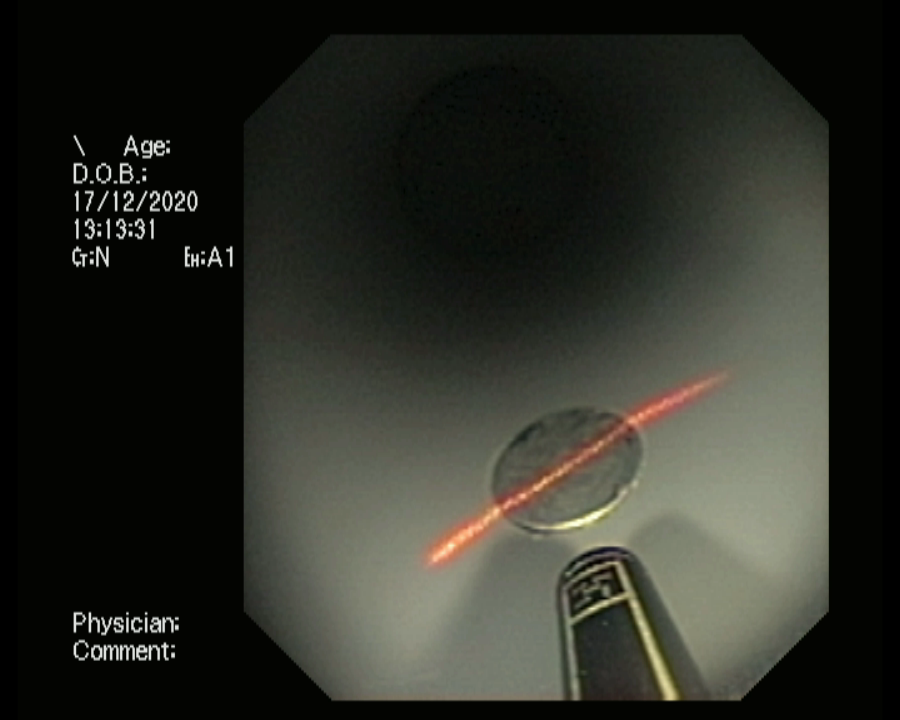 \ Age:
D.O.B.:
17/12/2020
13:13:31
Cr:N Eh:A1
Physician:
Comment: